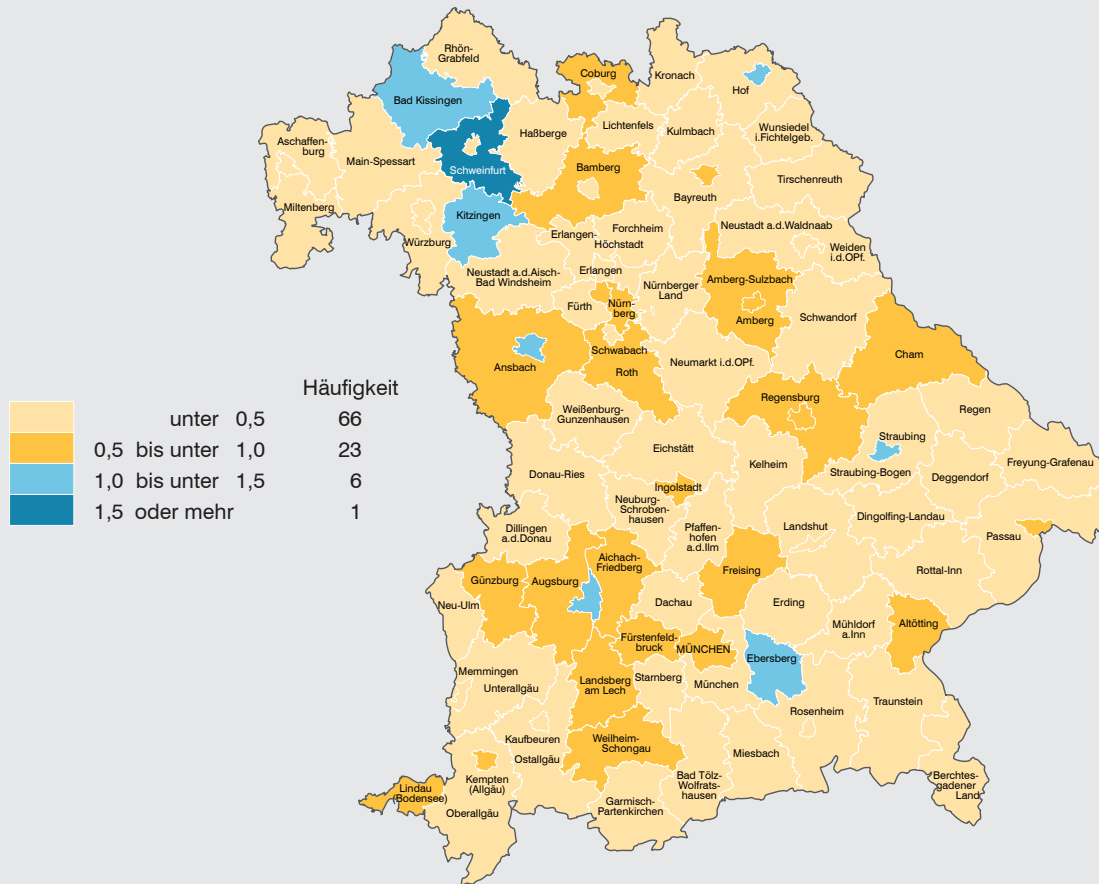 Rhön-
Grabfeld
Coburg
Kronach
Hof
Bad Kissingen
Lichtenfels
Kulmbach
Wunsiedel
i.Fichtelgeb.
Haßberge
Aschaffen-
burg
Main-Spessart
Schweinfurt
Bamberg
Tirschenreuth
Bayreuth
Miltenberg
Kitzingen
Würzburg
Erlangen-
Höchstadt
Forchheim
Neustadt a.d.Waldnaab
Weiden
i.d.OPf.
Neustadt a.d.Aisch-
Bad Windsheim
Erlangen
Nürnberger
Land
Amberg-Sulzbach
Fürth
Nürn-
berg
Amberg
Schwandorf
Ansbach
Schwabach
Roth
Neumarkt i.d.OPf.
Cham
Häufigkeit
unter 0,5 66
0,5 bis unter 1,0 23
1,0 bis unter 1,5 6
1,5 oder mehr 1
Weißenburg-
Gunzenhausen
Regensburg
Regen
Eichstätt
Straubing
Kelheim
Straubing-Bogen
Freyung-Grafenau
Deggendorf
Donau-Ries
Ingolstadt
Neuburg-
Schroben-
hausen
Dillingen
a.d.Donau
Pfaffen-
hofen
a.d.Ilm
Landshut
Dingolfing-Landau
Passau
Günzburg
Augsburg
Aichach-
Friedberg
Freising
Rottal-Inn
Neu-Ulm
Dachau
Erding
Mühldorf
a.Inn
Altötting
Fürstenfeld-
bruck
MÜNCHEN
Ebersberg
Memmingen
Unterallgäu
Landsberg
am Lech
Starnberg
München
Traunstein
Rosenheim
Kaufbeuren
Ostallgäu
Weilheim-
Schongau
Miesbach
Bad Tölz-
Wolfrats-
hausen
Kempten
(Allgäu)
Lindau
(Bodensee)
Oberallgäu
Garmisch-
Partenkirchen
Berchtes-
gadener
Land